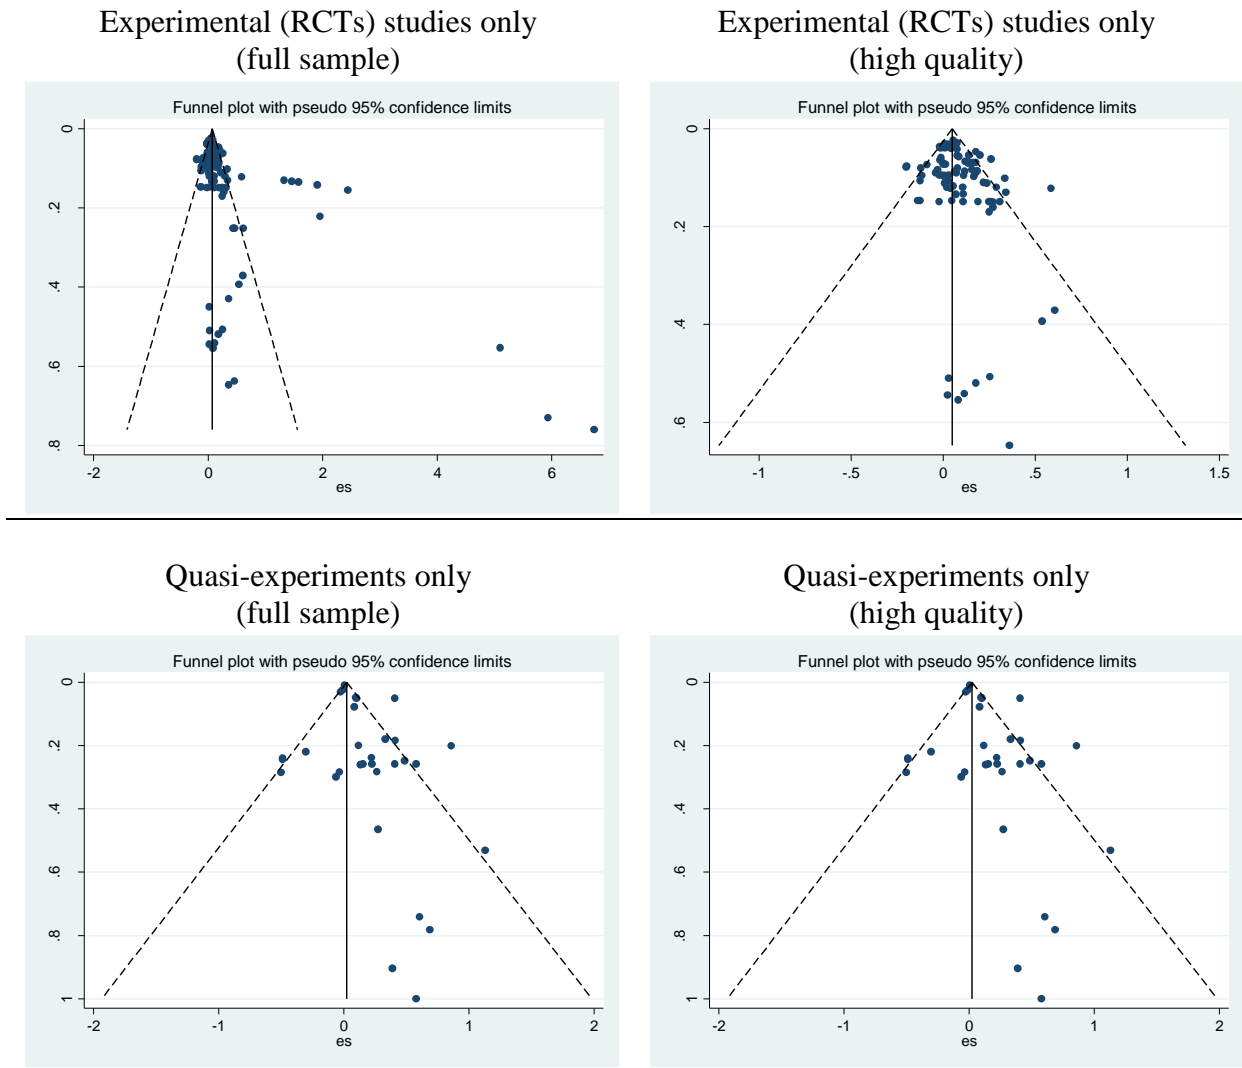 Experimental (RCTs) studies only
(full sample)
Experimental (RCTs) studies only
(high quality)
Funnel plot with pseudo 95% confidence limits
0
.2
.4
.6
.8
-2
0
2
4
6
es
Funnel plot with pseudo 95% confidence limits
0
.2
.4
.6
-1
-.5
0
.5
1
1.5
es
Quasi-experiments only
(full sample)
Quasi-experiments only
(high quality)
Funnel plot with pseudo 95% confidence limits
0
.2
.4
.6
.8
1
-2
-1
0
1
2
es
Funnel plot with pseudo 95% confidence limits
0
.2
.4
.6
.8
1
-2
-1
0
1
2
es